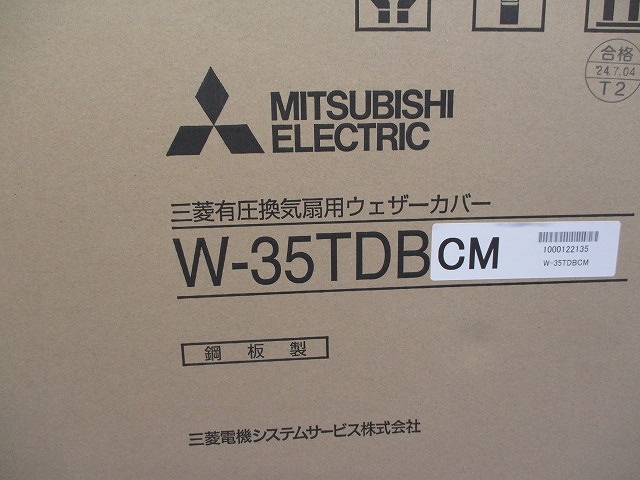 合格
'24.7.04
T2
MITSUBISHI
ELECTRIC
三菱有圧換気扇用ウェザーカバー
W-35TDBCM
1000122135
W-35TDBCM
鋼板製
三菱電機システムサービス株式会社